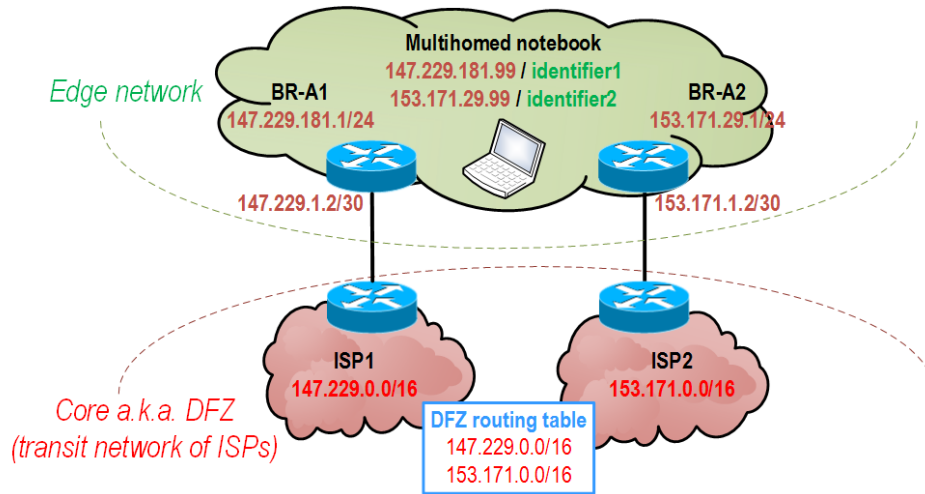 Multihomed notebook
147.229.181.99 / identifier1
153.171.29.99 / identifier2
Edge network
BR-A1
147.229.181.1/24
BR-A2
153.171.29.1/24
147.229.1.2/30
153.171.1.2/30
ISP1
147.229.0.0/16
ISP2
153.171.0.0/16
Core a.k.a. DFZ
(transit network of ISPs)
DFZ routing table
147.229.0.0/16
153.171.0.0/16